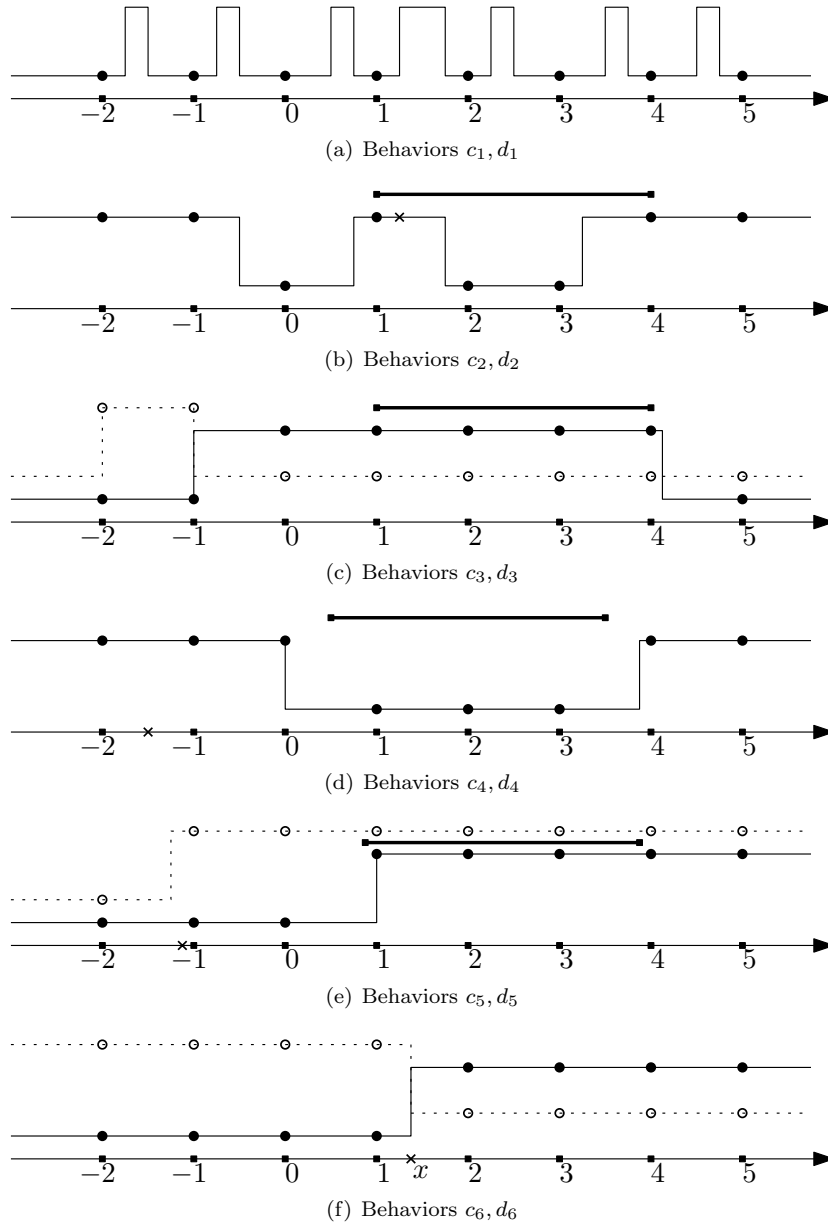 −2 −1 0 1 2 3 4 5
(a) Behaviors c₁, d₁
−2 −1 0 1 2 3 4 5
(b) Behaviors c₂, d₂
−2 −1 0 1 2 3 4 5
(c) Behaviors c₃, d₃
−2 −1 0 1 2 3 4 5
(d) Behaviors c₄, d₄
−2 −1 0 1 2 3 4 5
(e) Behaviors c₅, d₅
−2 −1 0 1 x 2 3 4 5
(f) Behaviors c₆, d₆